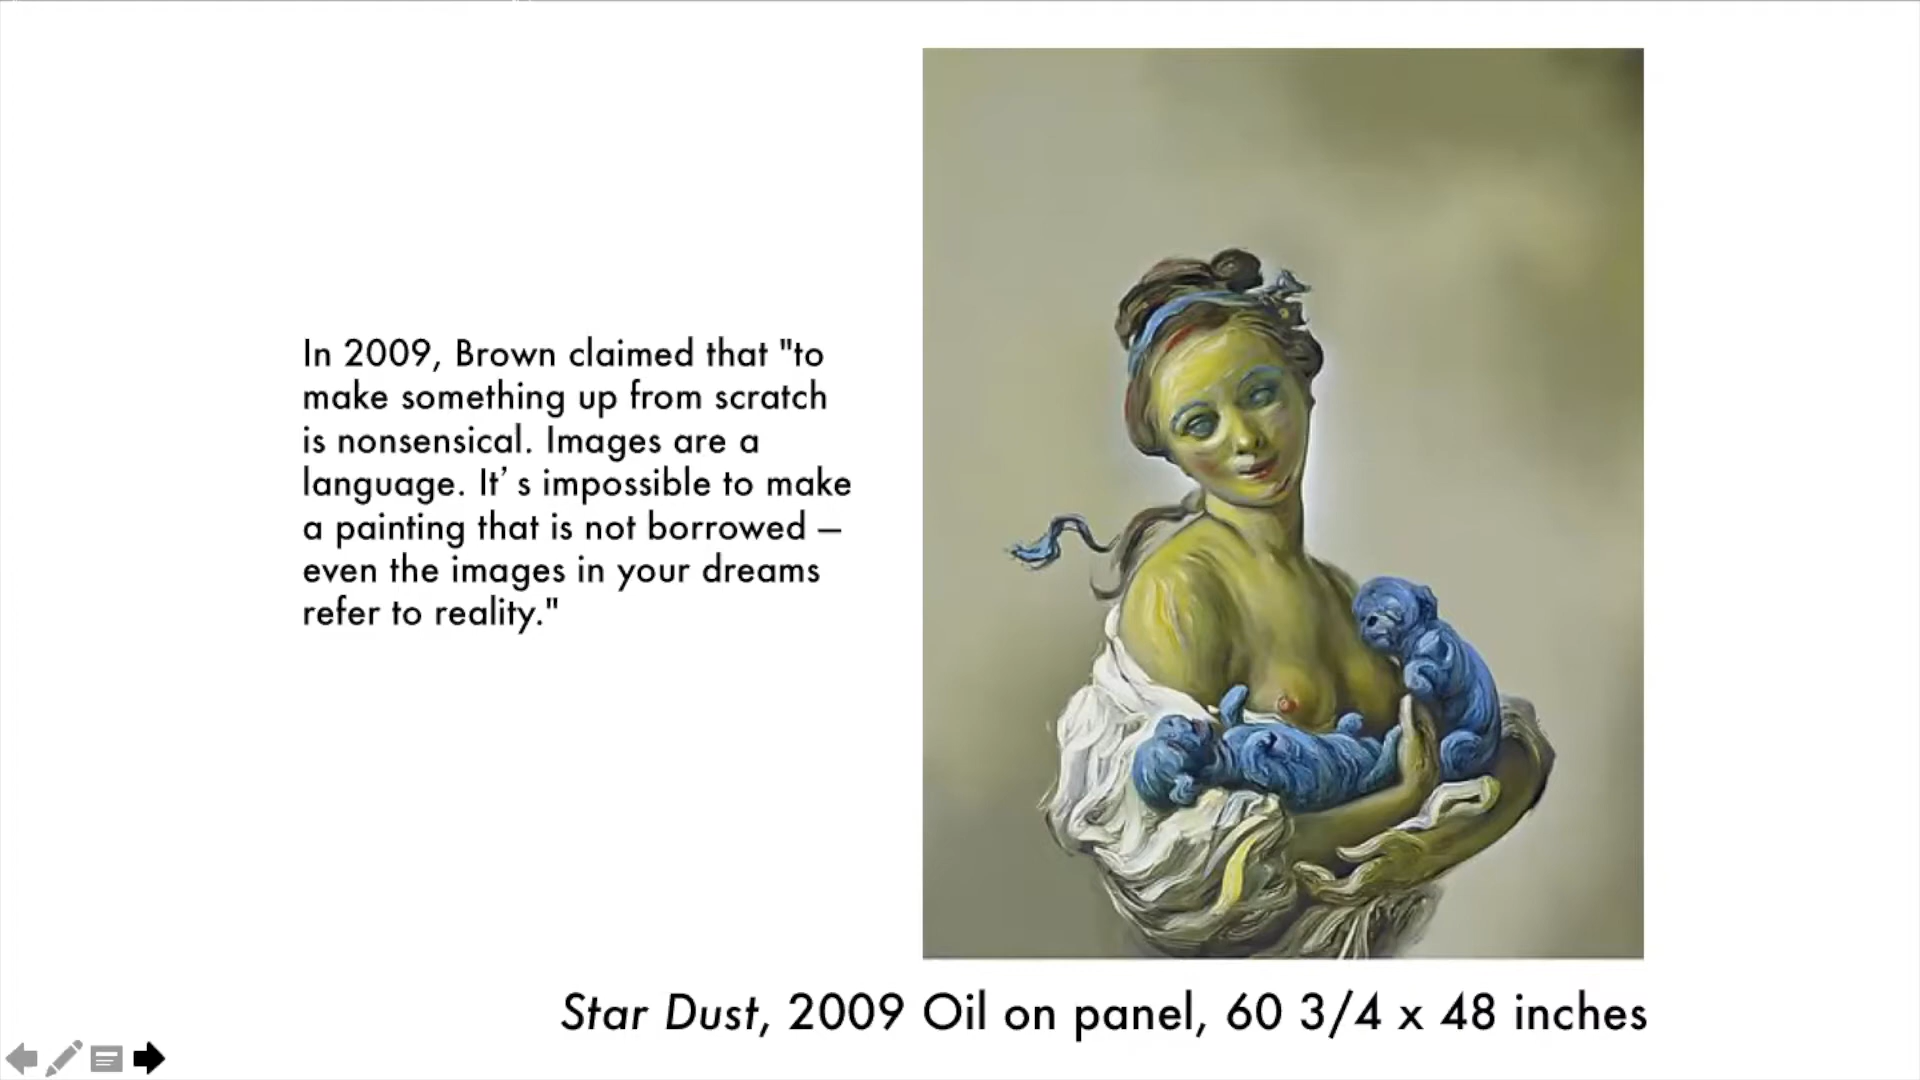 In 2009, Brown claimed that "to
make something up from scratch
is nonsensical. Images are a
language. It’ s impossible to make
a painting that is not borrowed —
even the images in your dreams
refer to reality."
Star Dust, 2009 Oil on panel, 60 3/4 x 48 inches